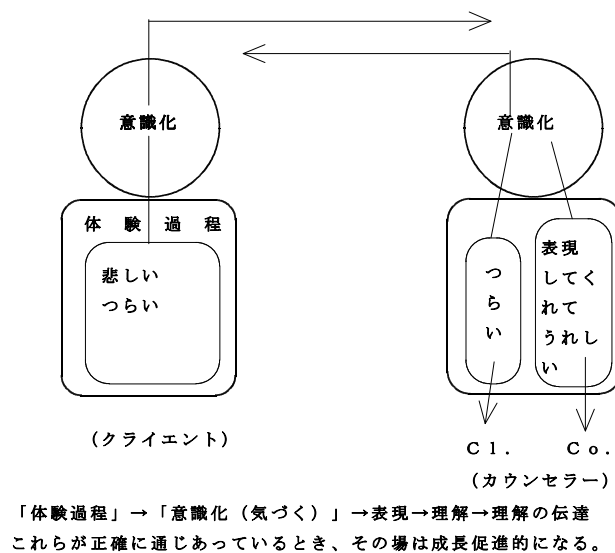 意識化
体験過程
悲しい
つらい
(クライエント)
意識化
つらい
表現
してく
れて
うれし
い
Cl. Co.
(カウンセラー)
「体験過程」→「意識化(気づく)」→表現→理解→理解の伝達
これらが正確に通じあっているとき、その場は成長促進的になる。